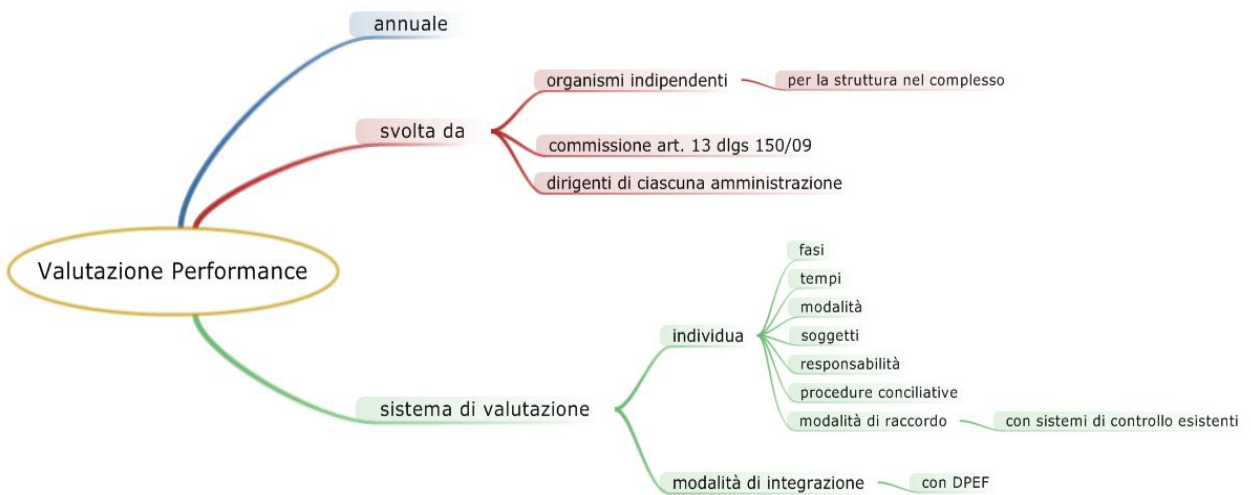 annuale
organismi indipendenti
per la struttura nel complesso
svolta da
commissione art. 13 dlgs 150/09
dirigenti di ciascuna amministrazione
Valutazione Performance
fasi
tempi
modalità
individua
soggetti
responsabilità
procedure conciliative
sistema di valutazione
modalità di raccordo
con sistemi di controllo esistenti
modalità di integrazione
con DPEF